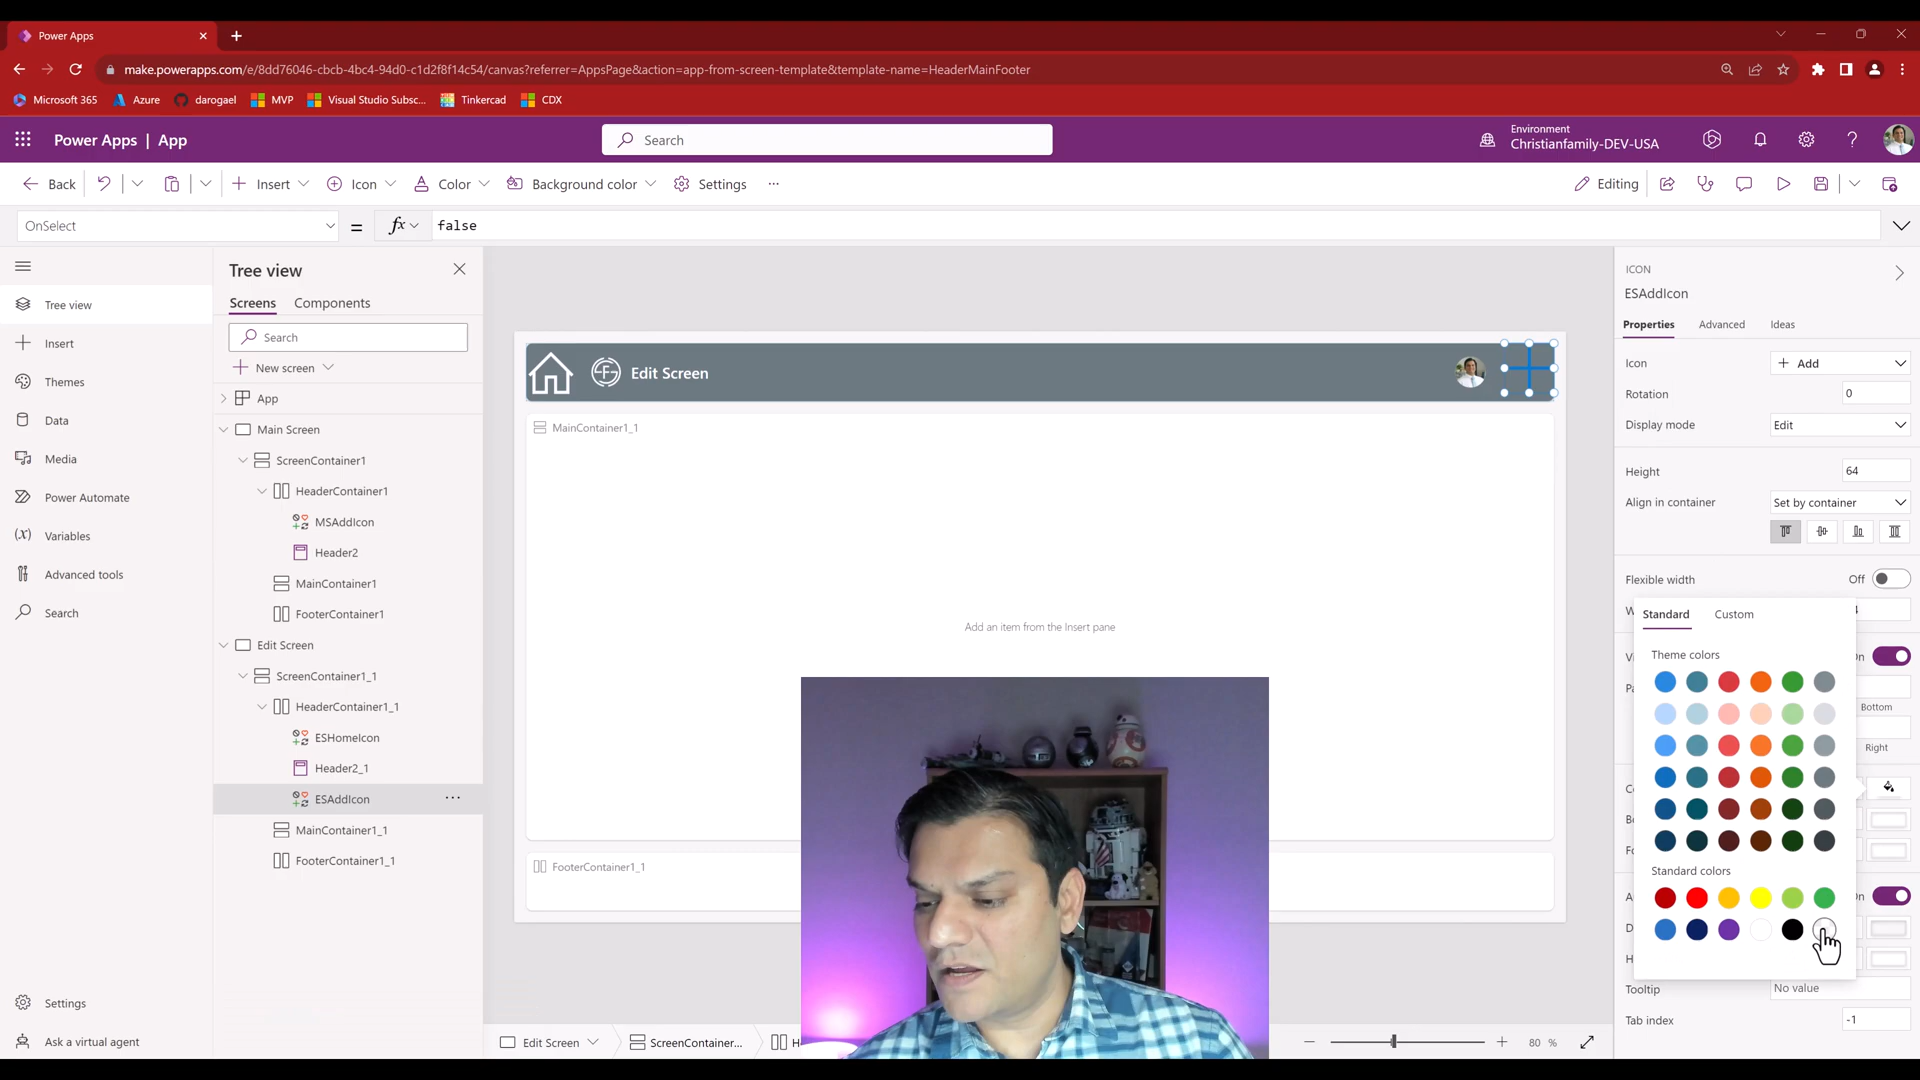 Power Apps
make.powerapps.com/e/8dd76046-cbcb-4bc4-94d0-c1d2f8f14c54/canvas?referrer=AppsPage&action=app-from-screen-template&template-name=HeaderMainFooter
Microsoft 365 Azure darogael MVP Visual Studio Subsc... Tinkercad CDX
Power Apps | App
Search
Environment
Christianfamily-DEV-USA
Back Insert Icon Color Background color Settings ... Editing
OnSelect = fx false
Tree view
Insert
Themes
Data
Media
Power Automate
Variables
Advanced tools
Search
Settings
Ask a virtual agent
Tree view
Screens Components
Search
New screen
App
Main Screen
ScreenContainer1
HeaderContainer1
MSAddIcon
Header2
MainContainer1
FooterContainer1
Edit Screen
ScreenContainer1_1
HeaderContainer1_1
ESHomeIcon
Header2_1
ESAddIcon ...
MainContainer1_1
FooterContainer1_1
Edit Screen
MainContainer1_1
Add an item from the Insert pane
FooterContainer1_1
Edit Screen ScreenContainer... H
80 %
ICON
ESAddIcon
Properties Advanced Ideas
Icon Add
Rotation 0
Display mode Edit
Height 64
Align in container Set by container
Flexible width Off
Standard Custom
Theme colors
Bottom
Right
Standard colors
Tooltip No value
Tab index -1